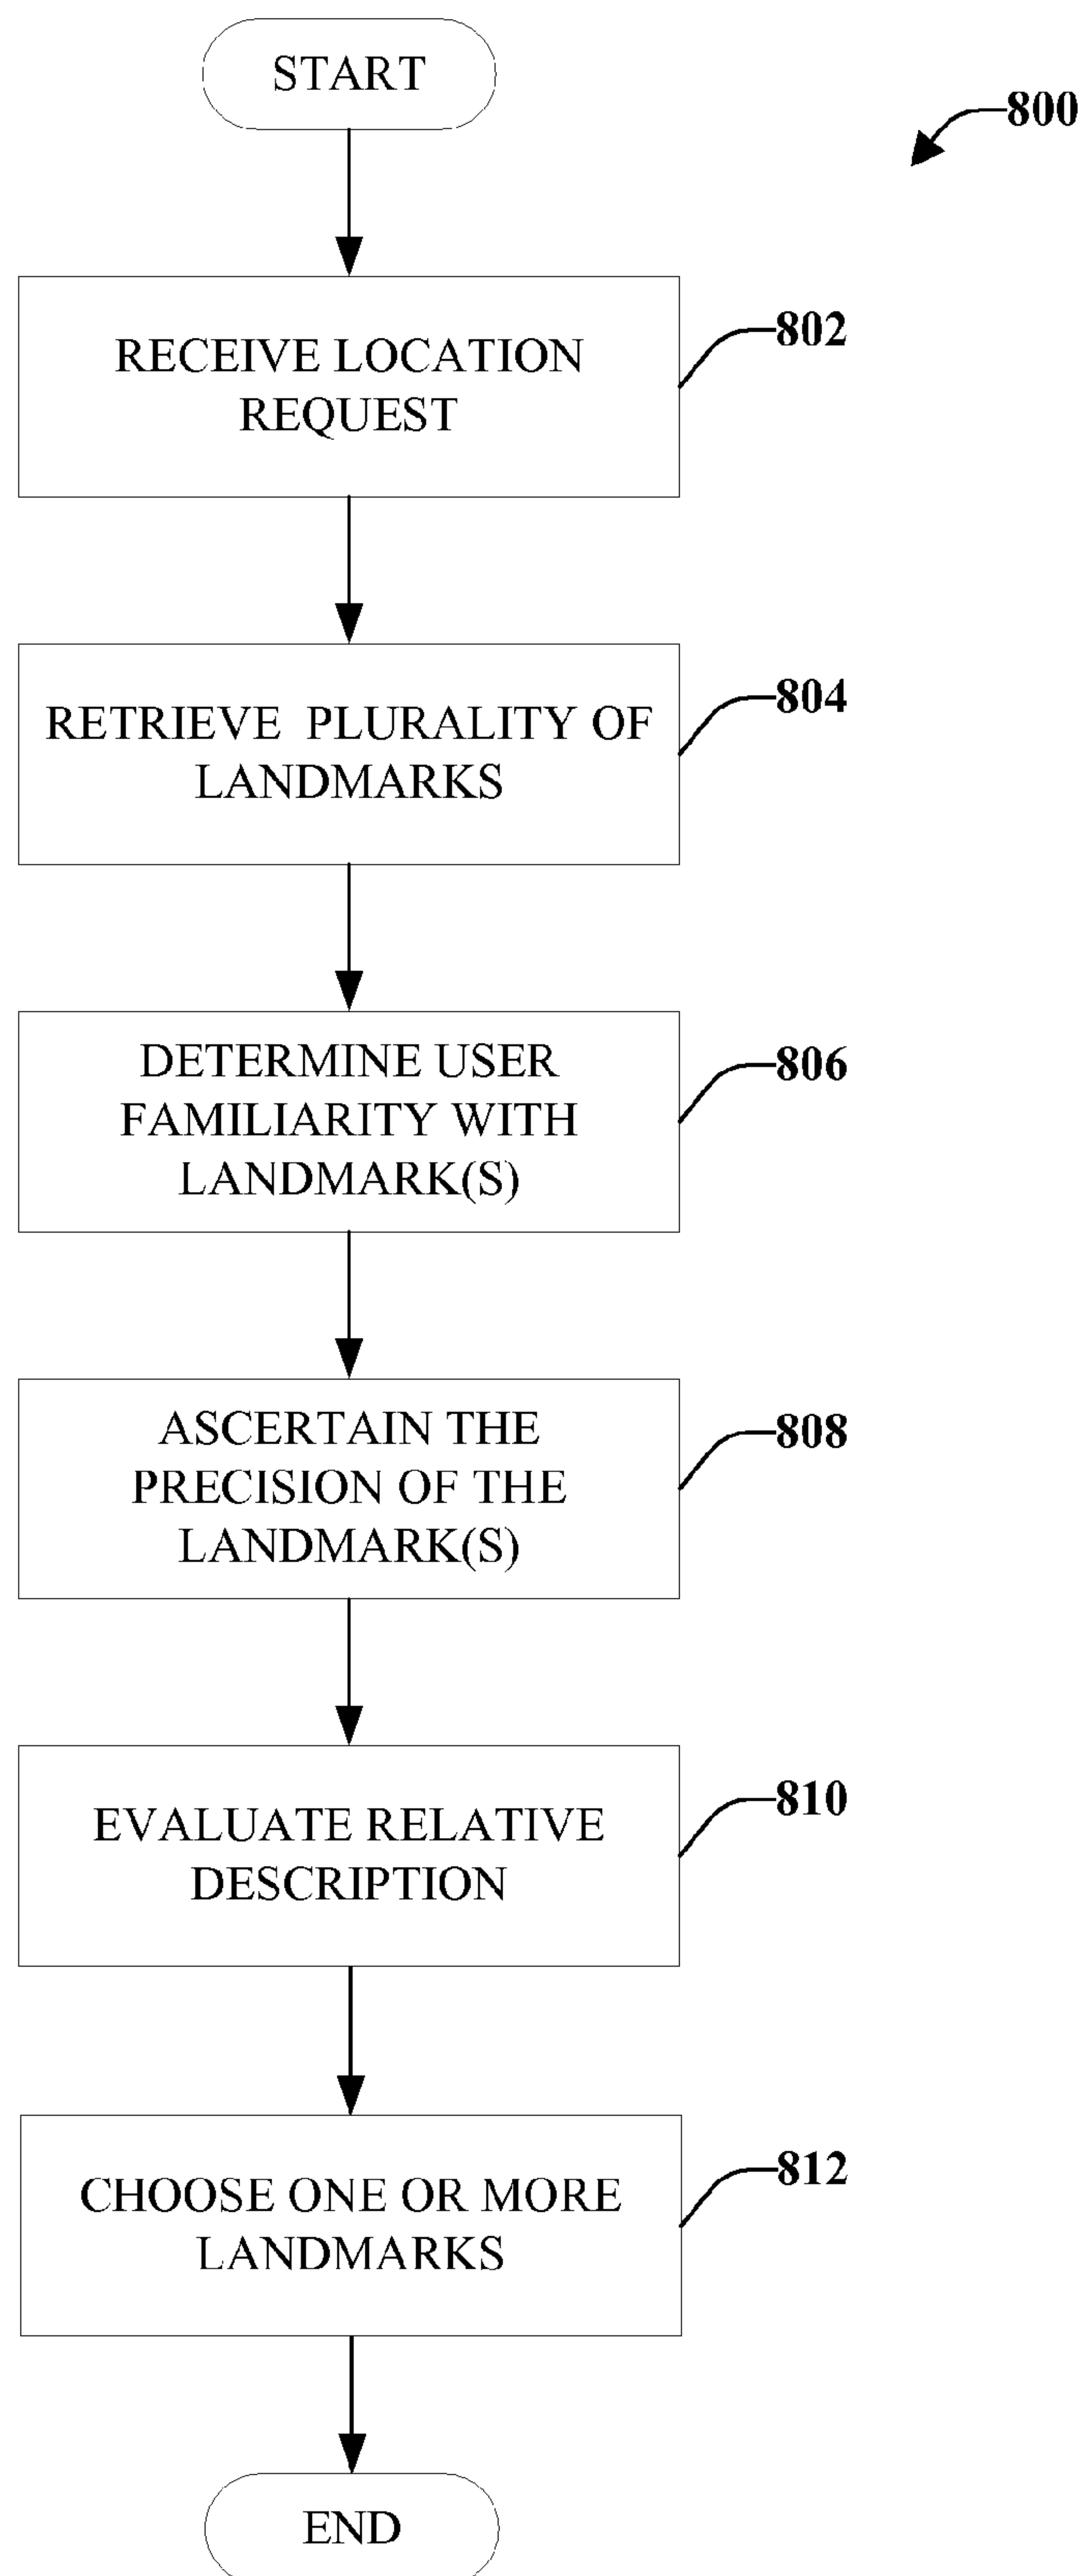 START
800
RECEIVE LOCATION
REQUEST
802
RETRIEVE PLURALITY OF
LANDMARKS
804
DETERMINE USER
FAMILIARITY WITH
LANDMARK(S)
806
ASCERTAIN THE
PRECISION OF THE
LANDMARK(S)
808
EVALUATE RELATIVE
DESCRIPTION
810
CHOOSE ONE OR MORE
LANDMARKS
812
END